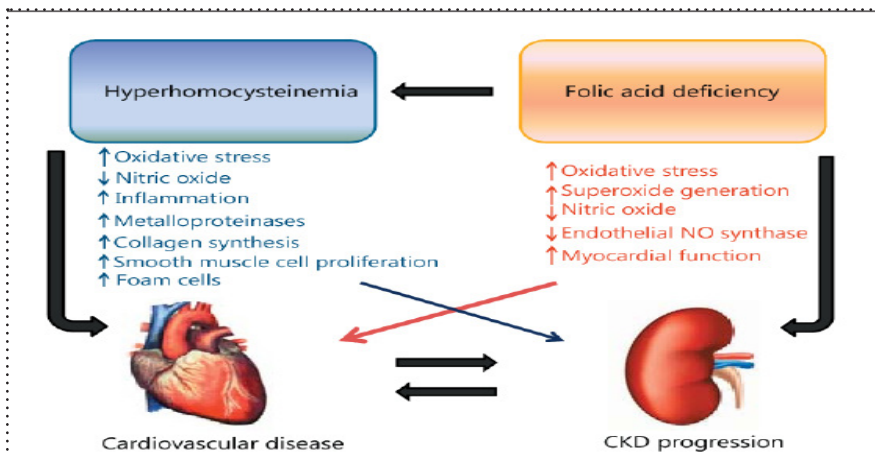 Hyperhomocysteinemia
Folic acid deficiency
↑ Oxidative stress
↓ Nitric oxide
↑ Inflammation
↑ Metalloproteinases
↑ Collagen synthesis
↑ Smooth muscle cell proliferation
↑ Foam cells
↑ Oxidative stress
↑ Superoxide generation
↓ Nitric oxide
↓ Endothelial NO synthase
↑ Myocardial function
Cardiovascular disease
CKD progression